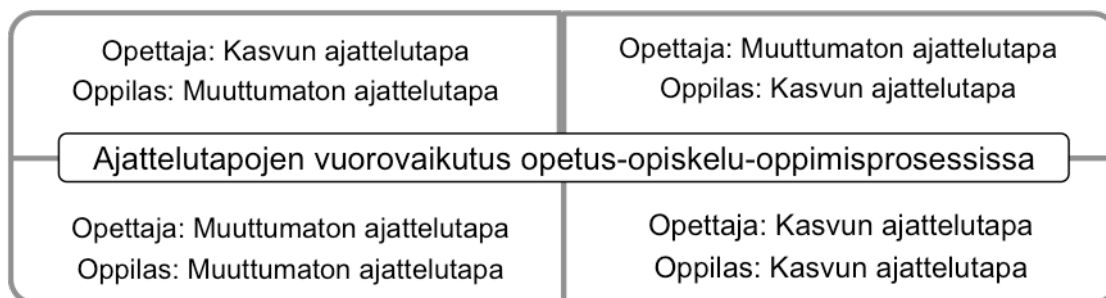 Opettaja: Kasvun ajattelutapa
Oppilas: Muuttumaton ajattelutapa
Opettaja: Muuttumaton ajattelutapa
Oppilas: Kasvun ajattelutapa
Ajattelutapojen vuorovaikutus opetus-opiskelu-oppimisprosessissa
Opettaja: Muuttumaton ajattelutapa
Oppilas: Muuttumaton ajattelutapa
Opettaja: Kasvun ajattelutapa
Oppilas: Kasvun ajattelutapa